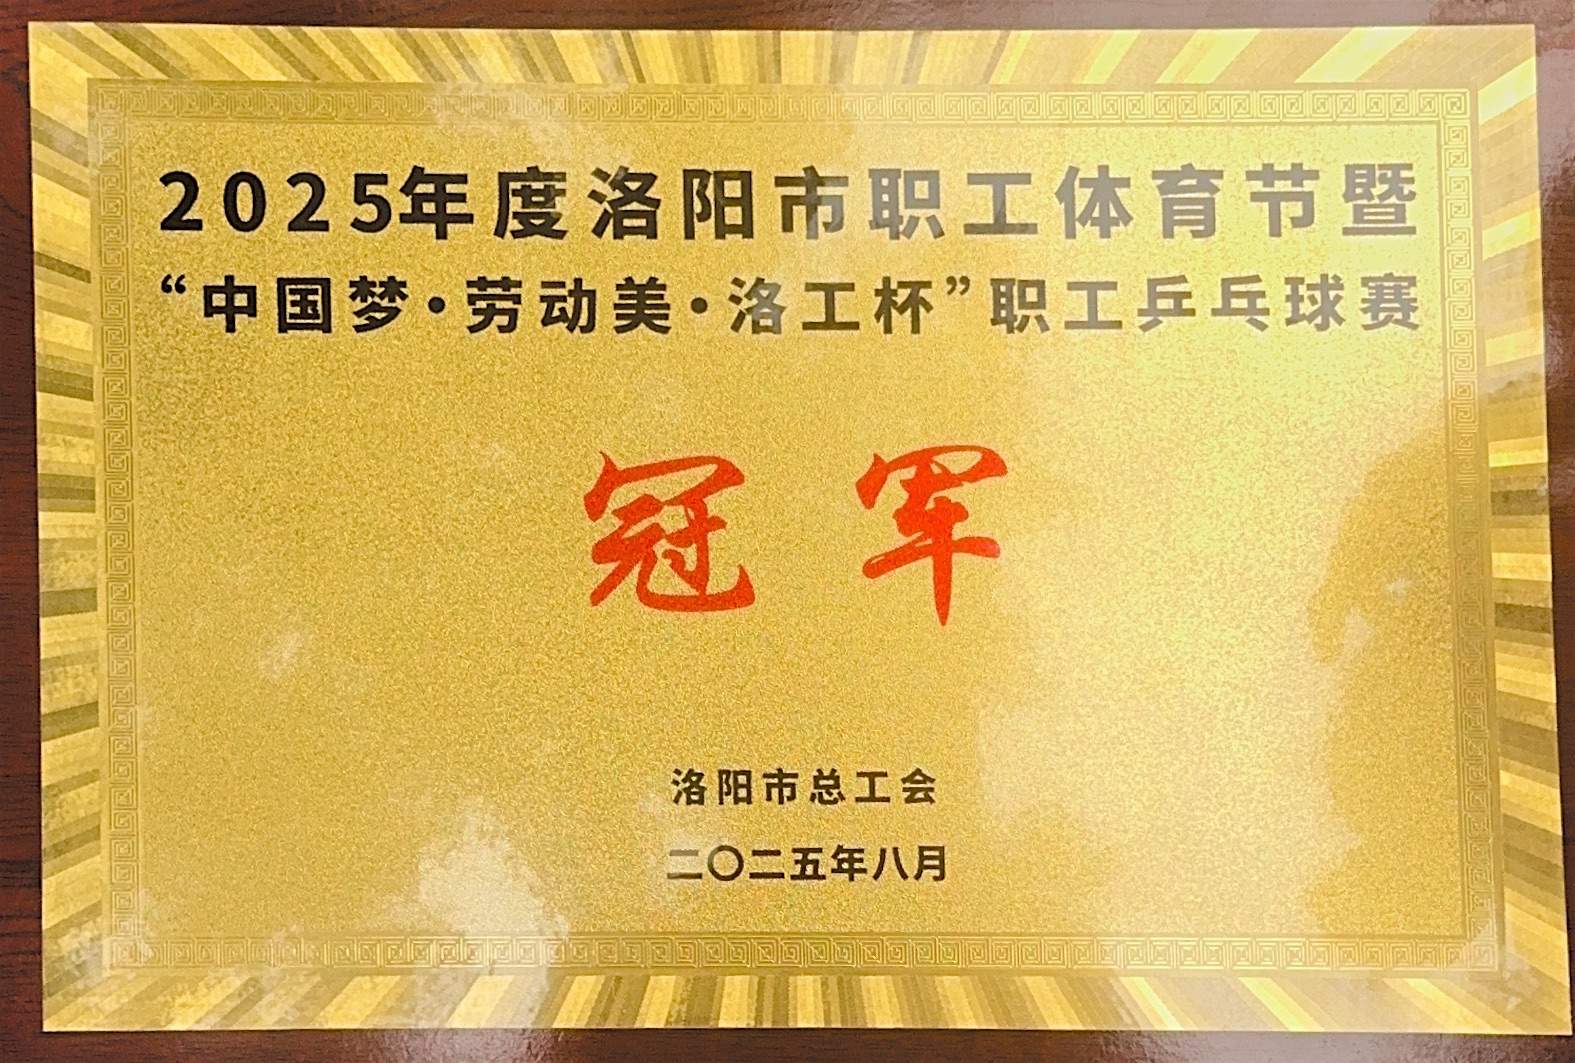 2025年度洛阳市职工体育节暨
“中国梦·劳动美·洛工杯”职工乒乓球赛
冠军
洛阳市总工会
二〇二五年八月